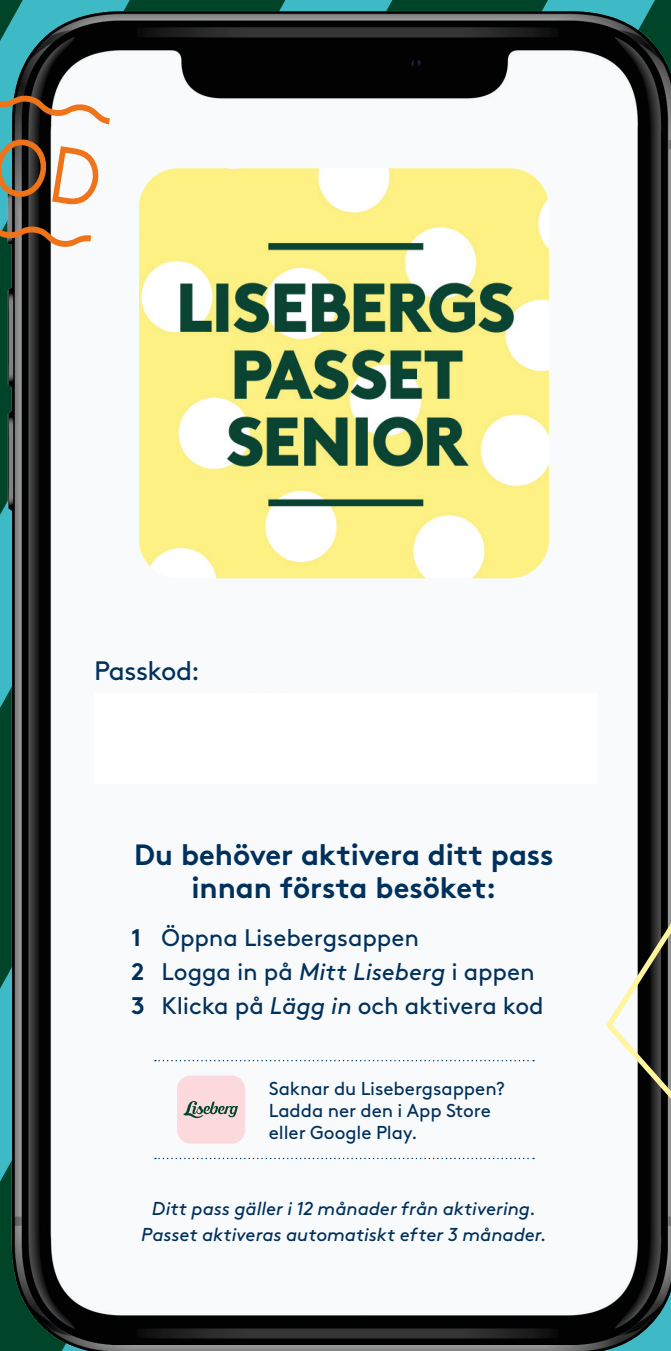 OD
LISEBERGS
PASSET
SENIOR
Passkod:
Du behöver aktivera ditt pass
innan första besöket:
1 Öppna Lisebergsappen
2 Logga in på Mitt Liseberg i appen
3 Klicka på Lägg in och aktivera kod
Liseberg
Saknar du Lisebergsappen?
Ladda ner den i App Store
eller Google Play.
Ditt pass gäller i 12 månader från aktivering.
Passet aktiveras automatiskt efter 3 månader.